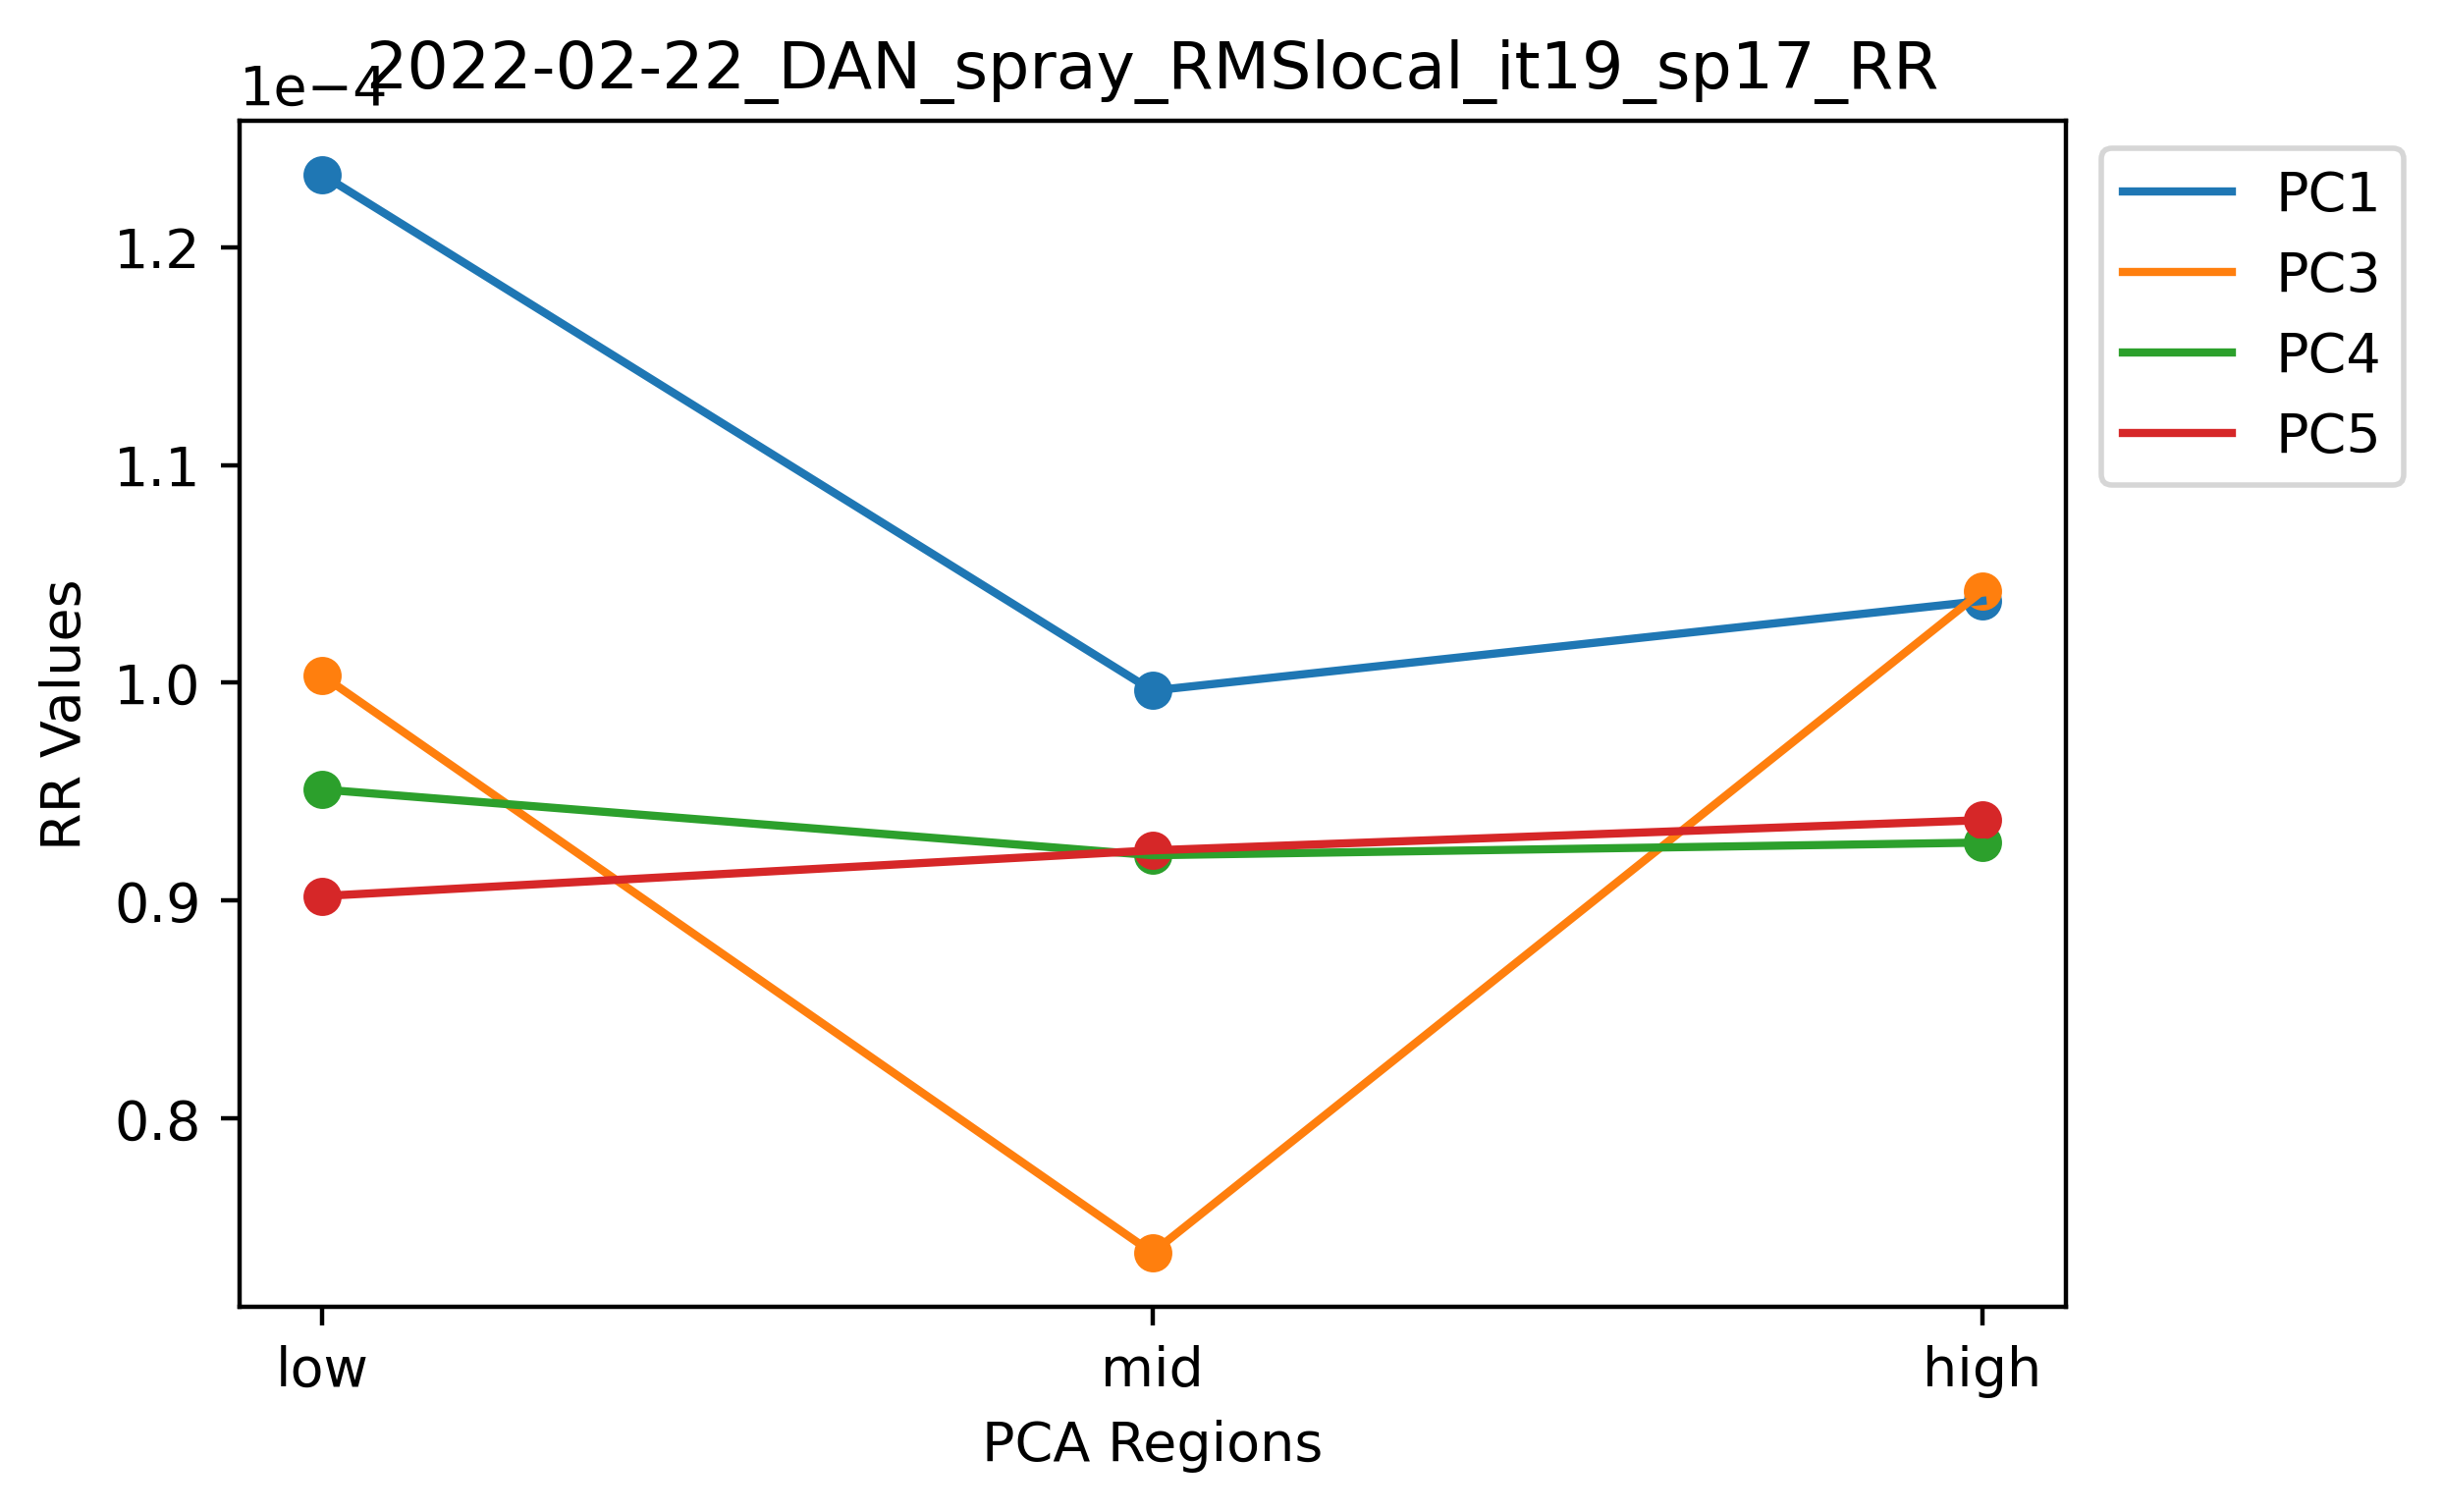 2022-02-22_DAN_spray_RMSlocal_it19_sp17_RR
1e−4
1.2
1.1
1.0
0.9
0.8
RR Values
low mid high
PCA Regions
PC1
PC3
PC4
PC5